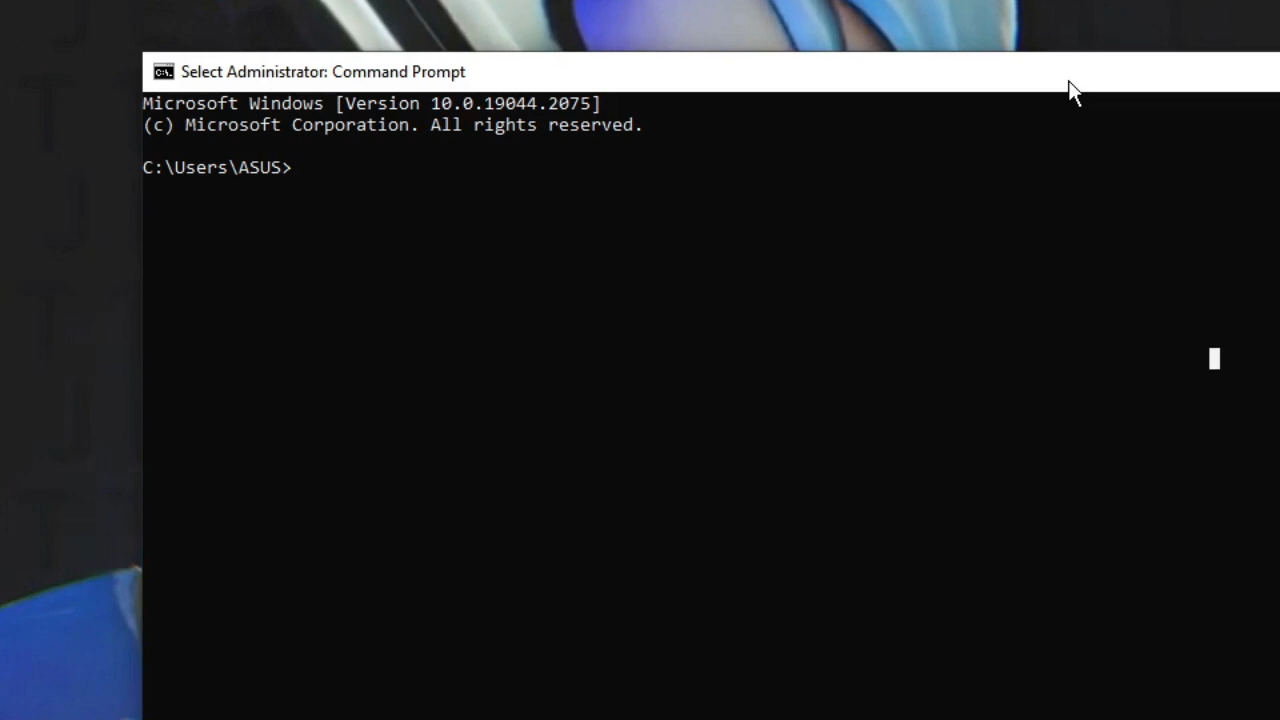 Select Administrator: Command Prompt
Microsoft Windows [Version 10.0.19044.2075]
(c) Microsoft Corporation. All rights reserved.
C:\Users\ASUS>